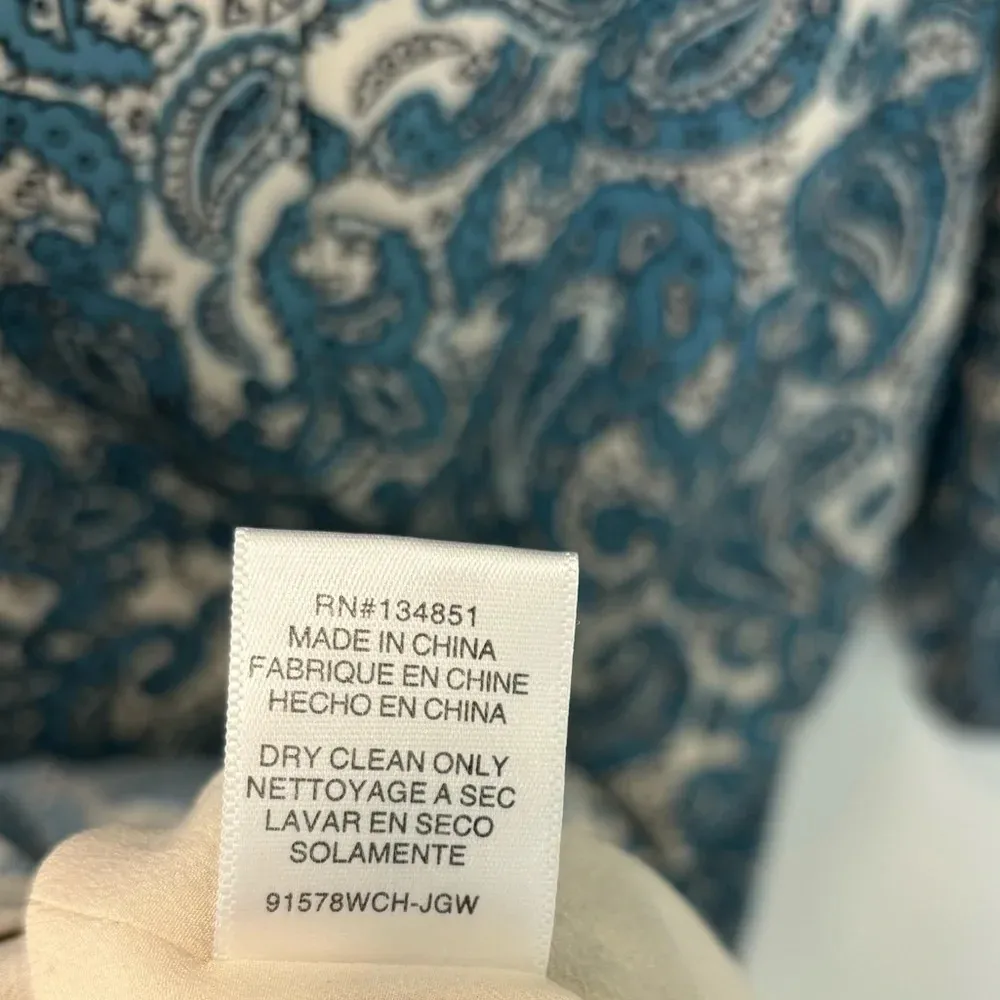 RN#134851
MADE IN CHINA
FABRIQUE EN CHINE
HECHO EN CHINA
DRY CLEAN ONLY
NETTOYAGE A SEC
LAVAR EN SECO
SOLAMENTE
91578WCH-JGW